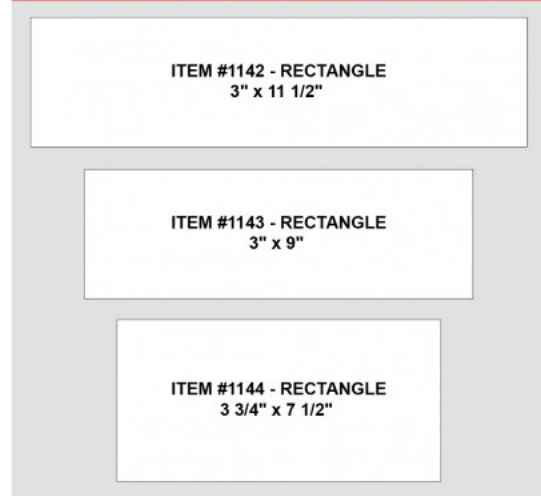 ITEM #1142 - RECTANGLE
3" x 11 1/2"
ITEM #1143 - RECTANGLE
3" x 9"
ITEM #1144 - RECTANGLE
3 3/4" x 7 1/2"